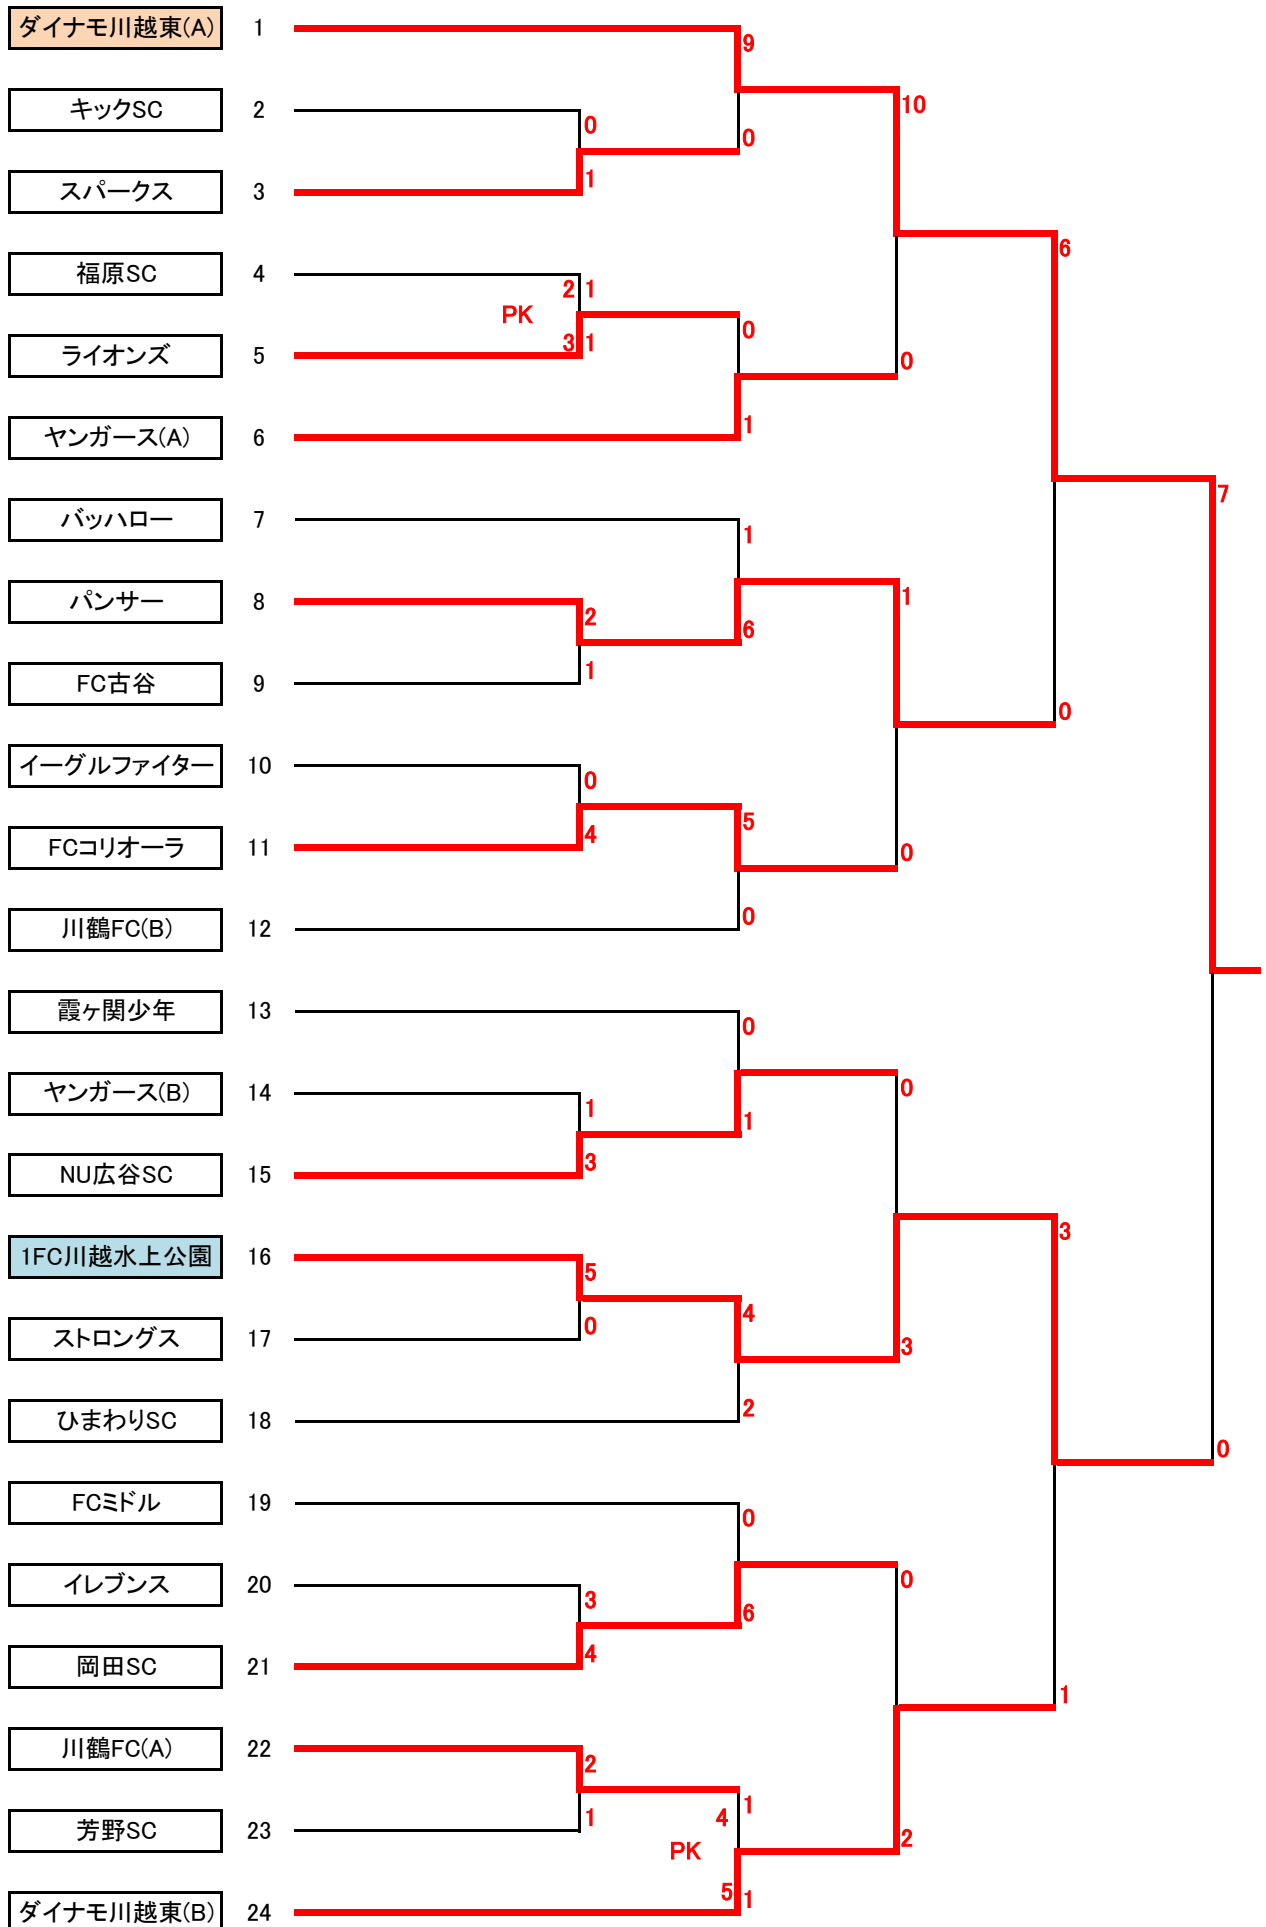 ダイナモ川越東(A) 1
9
10
キックSC 2
0
0
スパークス 3
1
6
福原SC 4
2 1
PK
0
ライオンズ 5
3 1
0
ヤンガース(A) 6
1
7
バッハロー 7
1
パンサー 8
2
1
6
FC古谷 9
1
0
イーグルファイター 10
0
5
FCコリオーラ 11
4
0
川鶴FC(B) 12
0
霞ヶ関少年 13
0
ヤンガース(B) 14
1
0
1
NU広谷SC 15
3
3
1FC川越水上公園 16
5
4
ストロングス 17
0
3
ひまわりSC 18
2
0
FCミドル 19
0
イレブンス 20
3
0
6
岡田SC 21
4
1
川鶴FC(A) 22
2
1
芳野SC 23
1
4
PK
2
ダイナモ川越東(B) 24
5 1